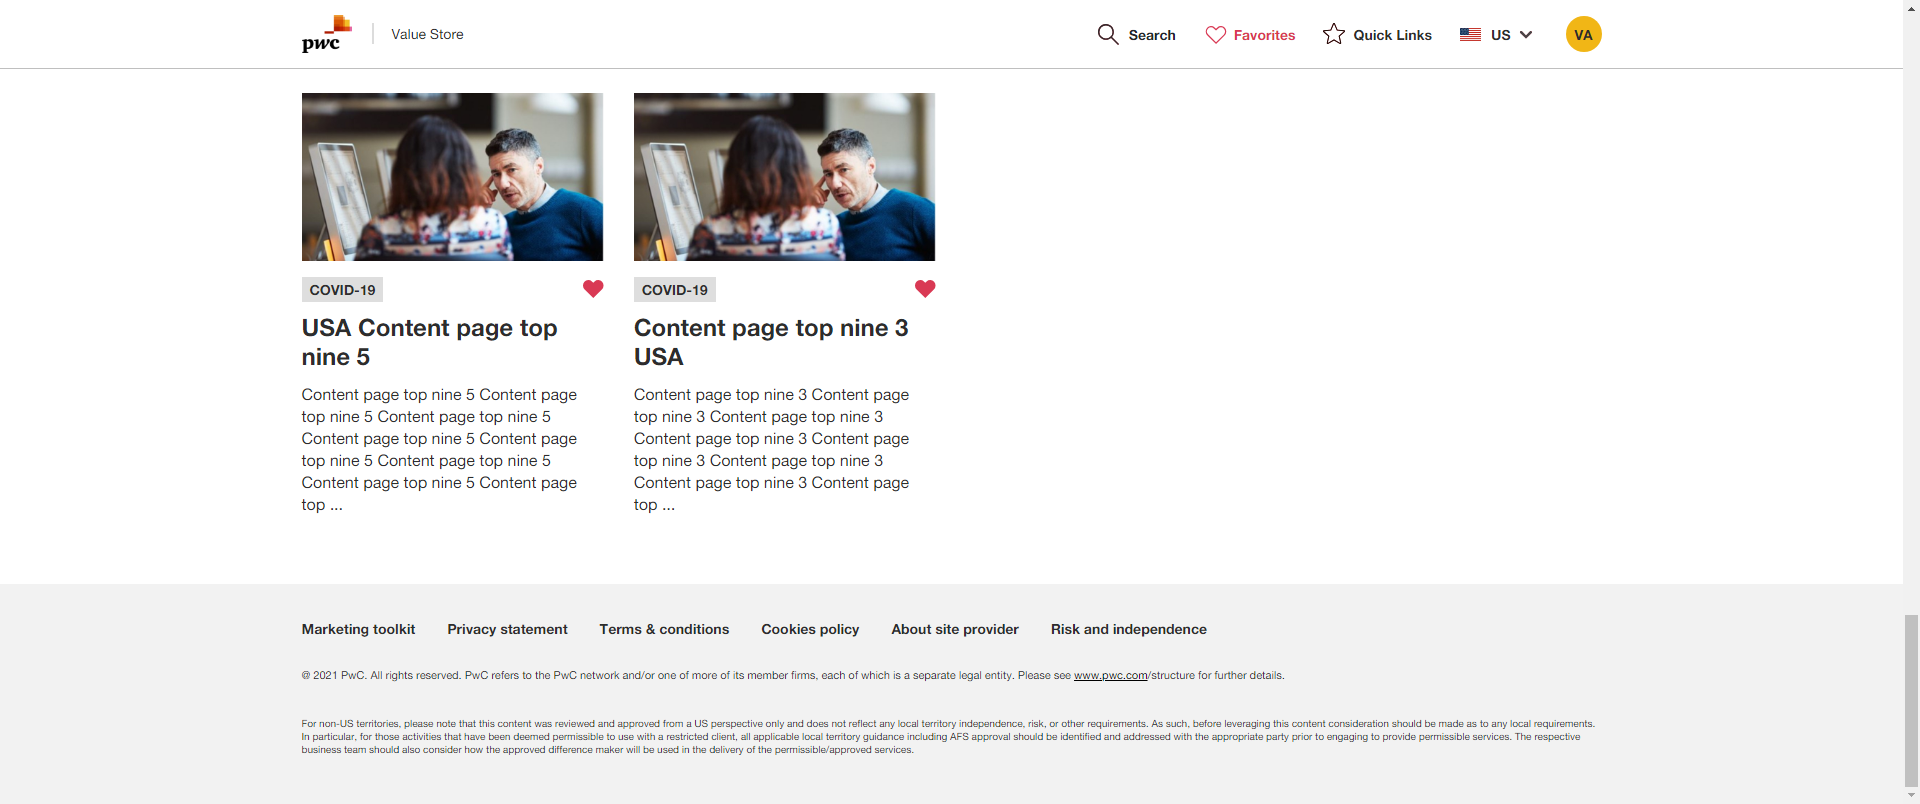 pwc
Value Store
Search
Favorites
Quick Links
US
VA
COVID-19
USA Content page top
nine 5
Content page top nine 5 Content page
top nine 5 Content page top nine 5
Content page top nine 5 Content page
top nine 5 Content page top nine 5
Content page top nine 5 Content page
top ...
COVID-19
Content page top nine 3
USA
Content page top nine 3 Content page
top nine 3 Content page top nine 3
Content page top nine 3 Content page
top nine 3 Content page top nine 3
Content page top nine 3 Content page
top ...
Marketing toolkit
Privacy statement
Terms & conditions
Cookies policy
About site provider
Risk and independence
@ 2021 PwC. All rights reserved. PwC refers to the PwC network and/or one of more of its member firms, each of which is a separate legal entity. Please see www.pwc.com/structure for further details.
For non-US territories, please note that this content was reviewed and approved from a US perspective only and does not reflect any local territory independence, risk, or other requirements. As such, before leveraging this content consideration should be made as to any local requirements.
In particular, for those activities that have been deemed permissible to use with a restricted client, all applicable local territory guidance including AFS approval should be identified and addressed with the appropriate party prior to engaging to provide permissible services. The respective
business team should also consider how the approved difference maker will be used in the delivery of the permissible/approved services.